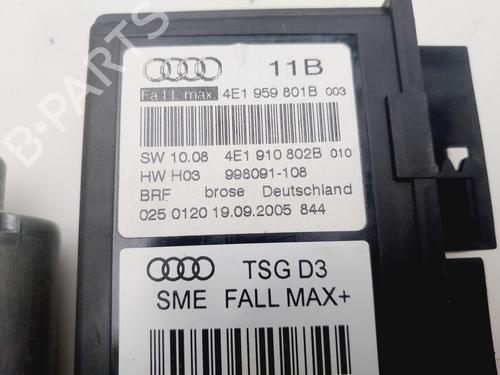 11B
Fall max 4E1 959 801B 003
SW 10.08 4E1 910 802B 010
HW H03 998091-108
BRF brose Deutschland
025 0120 19.09.2005 844
TSG D3
SME FALL MAX+